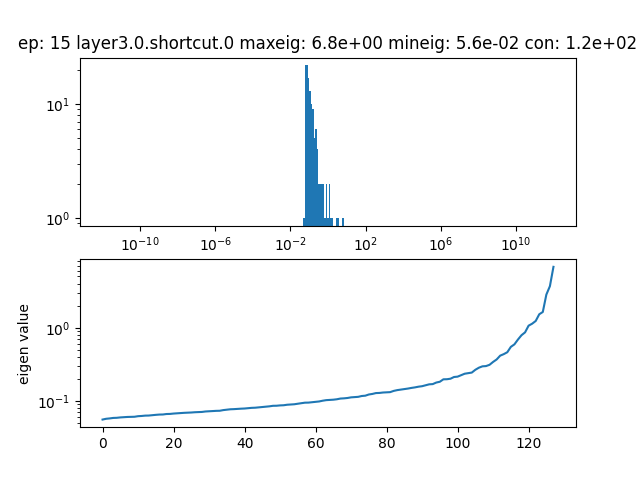 ep: 15 layer3.0.shortcut.0 maxeig: 6.8e+00 mineig: 5.6e-02 con: 1.2e+02
10¹
10⁰
10⁻¹⁰ 10⁻⁶ 10⁻² 10² 10⁶ 10¹⁰
eigen value
10⁰
10⁻¹
0 20 40 60 80 100 120